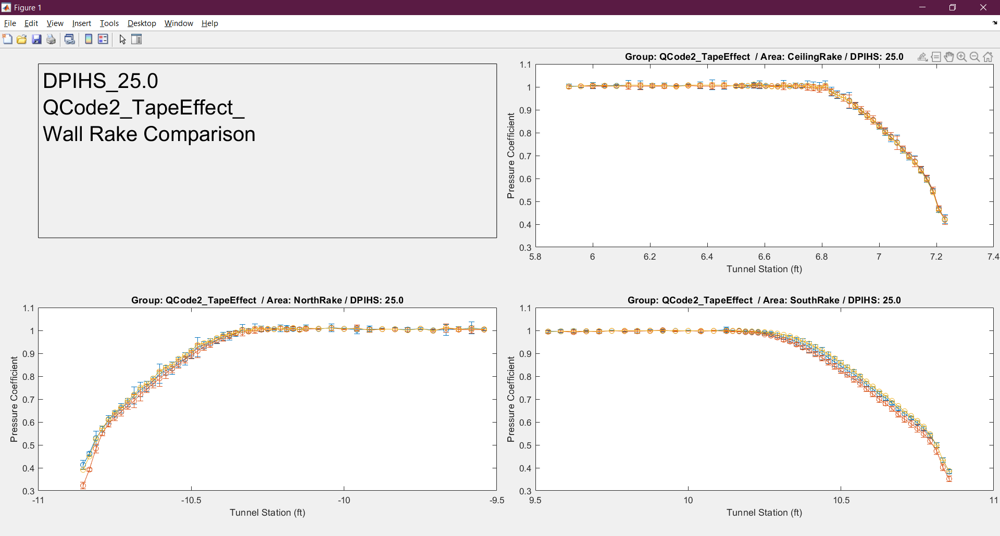 Figure 1
File Edit View Insert Tools Desktop Window Help
DPIHS_25.0
QCode2_TapeEffect_
Wall Rake Comparison
Group: QCode2_TapeEffect / Area: CeilingRake / DPIHS: 25.0
1.1
1
0.9
0.8
0.7
0.6
0.5
0.4
0.3
Pressure Coefficient
5.8 6 6.2 6.4 6.6 6.8 7 7.2 7.4
Tunnel Station (ft)
Group: QCode2_TapeEffect / Area: NorthRake / DPIHS: 25.0
1.1
1
0.9
0.8
0.7
0.6
0.5
0.4
0.3
Pressure Coefficient
-11 -10.5 -10 -9.5
Tunnel Station (ft)
Group: QCode2_TapeEffect / Area: SouthRake / DPIHS: 25.0
1.1
1
0.9
0.8
0.7
0.6
0.5
0.4
0.3
Pressure Coefficient
9.5 10 10.5 11
Tunnel Station (ft)